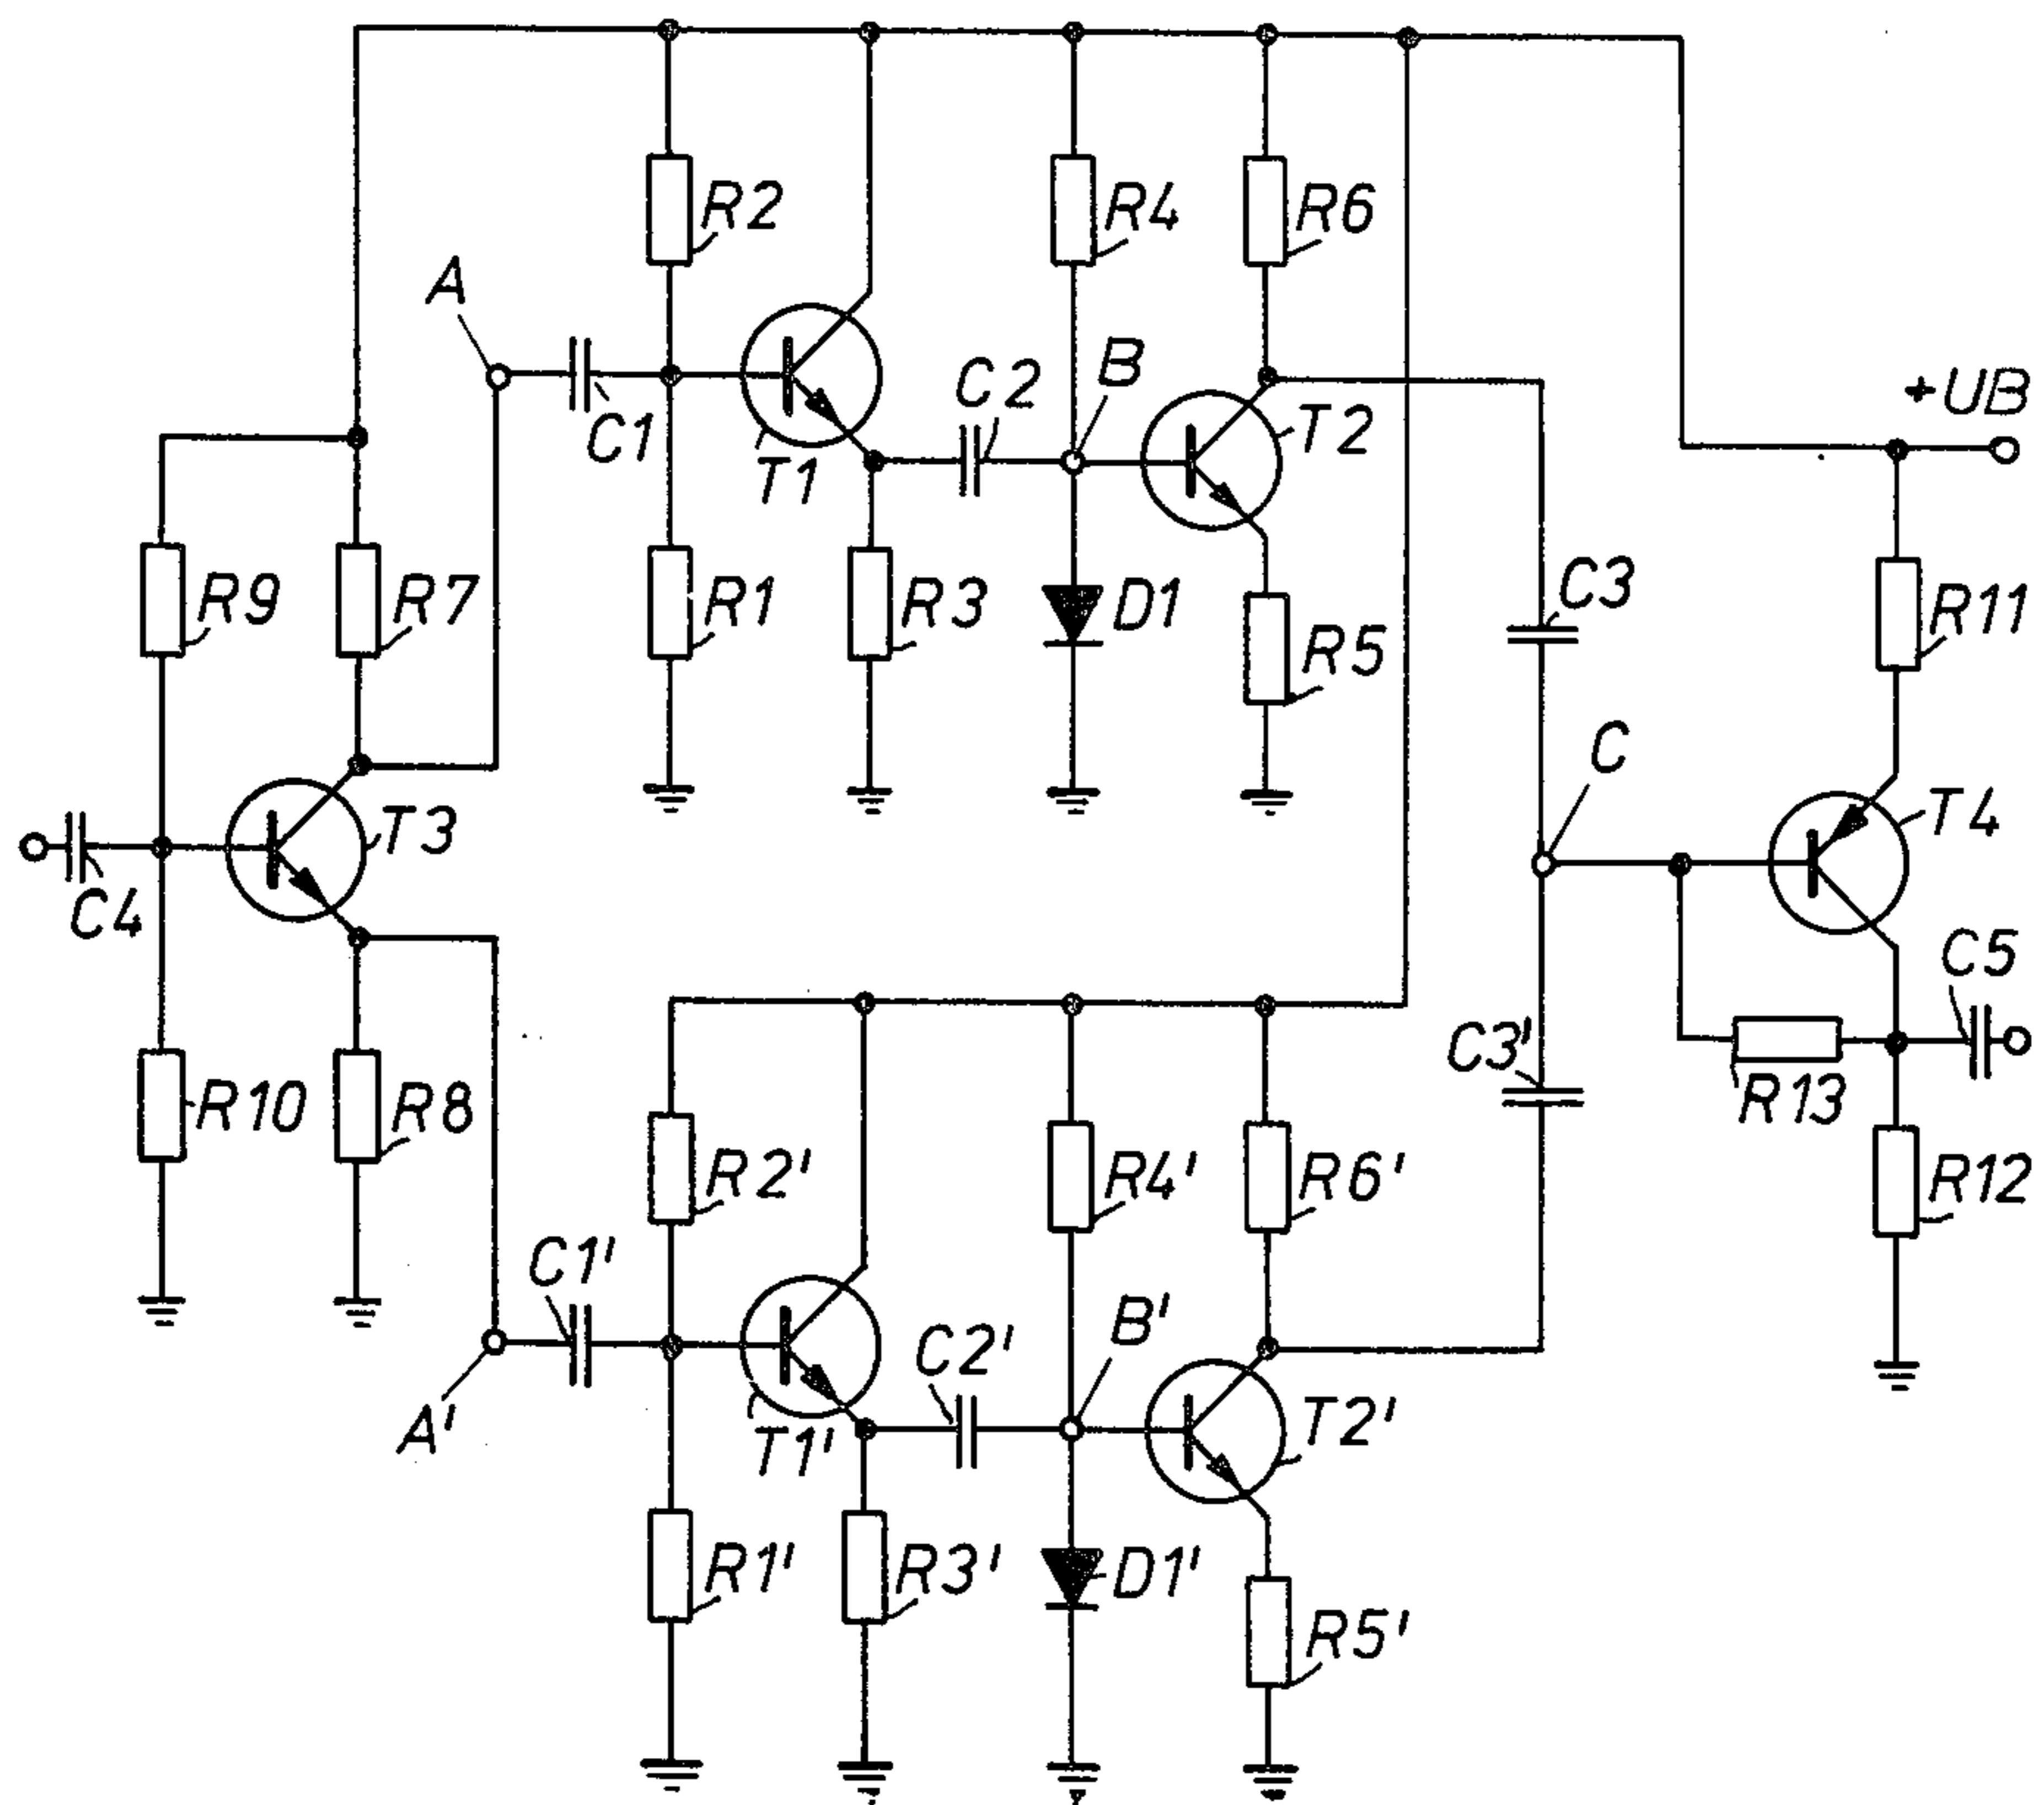 R2
R4
R6
A
B
+UB
C2
T2
C1
T1
R9
R7
R1
R3
D1
C3
R11
R5
C
T3
T4
C4
C5
C3'
R10
R8
R13
R2'
R4'
R6'
R12
C1'
B'
C2'
A'
T1'
T2'
R1'
R3'
D1'
R5'